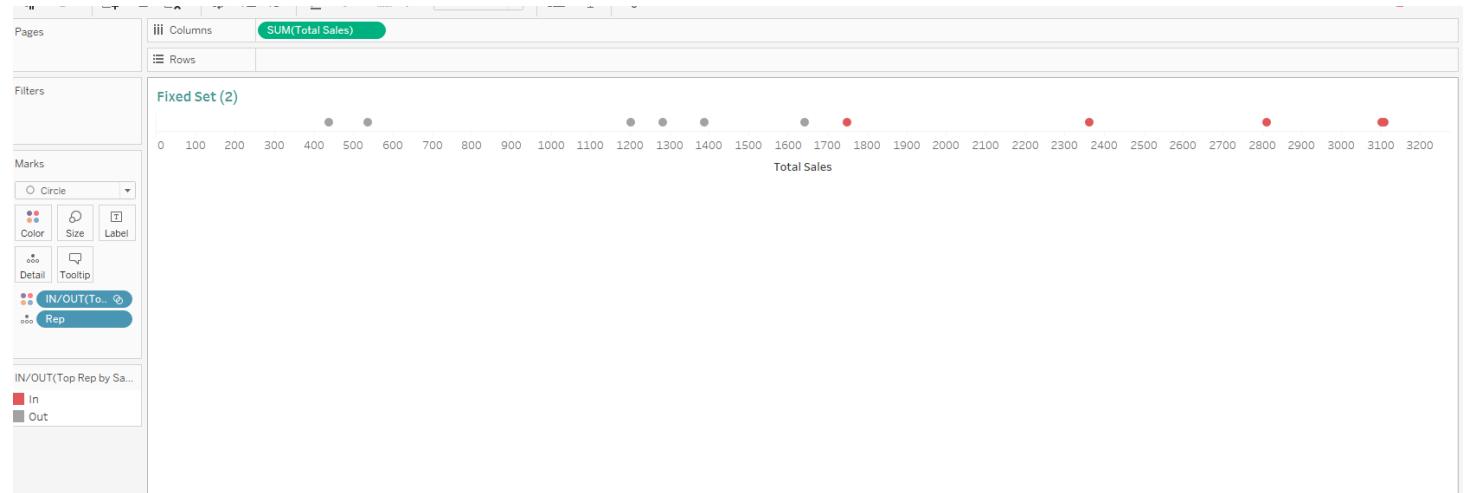 Pages
Columns
SUM(Total Sales)
Rows
Filters
Fixed Set (2)
0 100 200 300 400 500 600 700 800 900 1000 1100 1200 1300 1400 1500 1600 1700 1800 1900 2000 2100 2200 2300 2400 2500 2600 2700 2800 2900 3000 3100 3200
Total Sales
Marks
Circle
Color Size Label
Detail Tooltip
IN/OUT(To..
Rep
IN/OUT(Top Rep by Sa...
In
Out